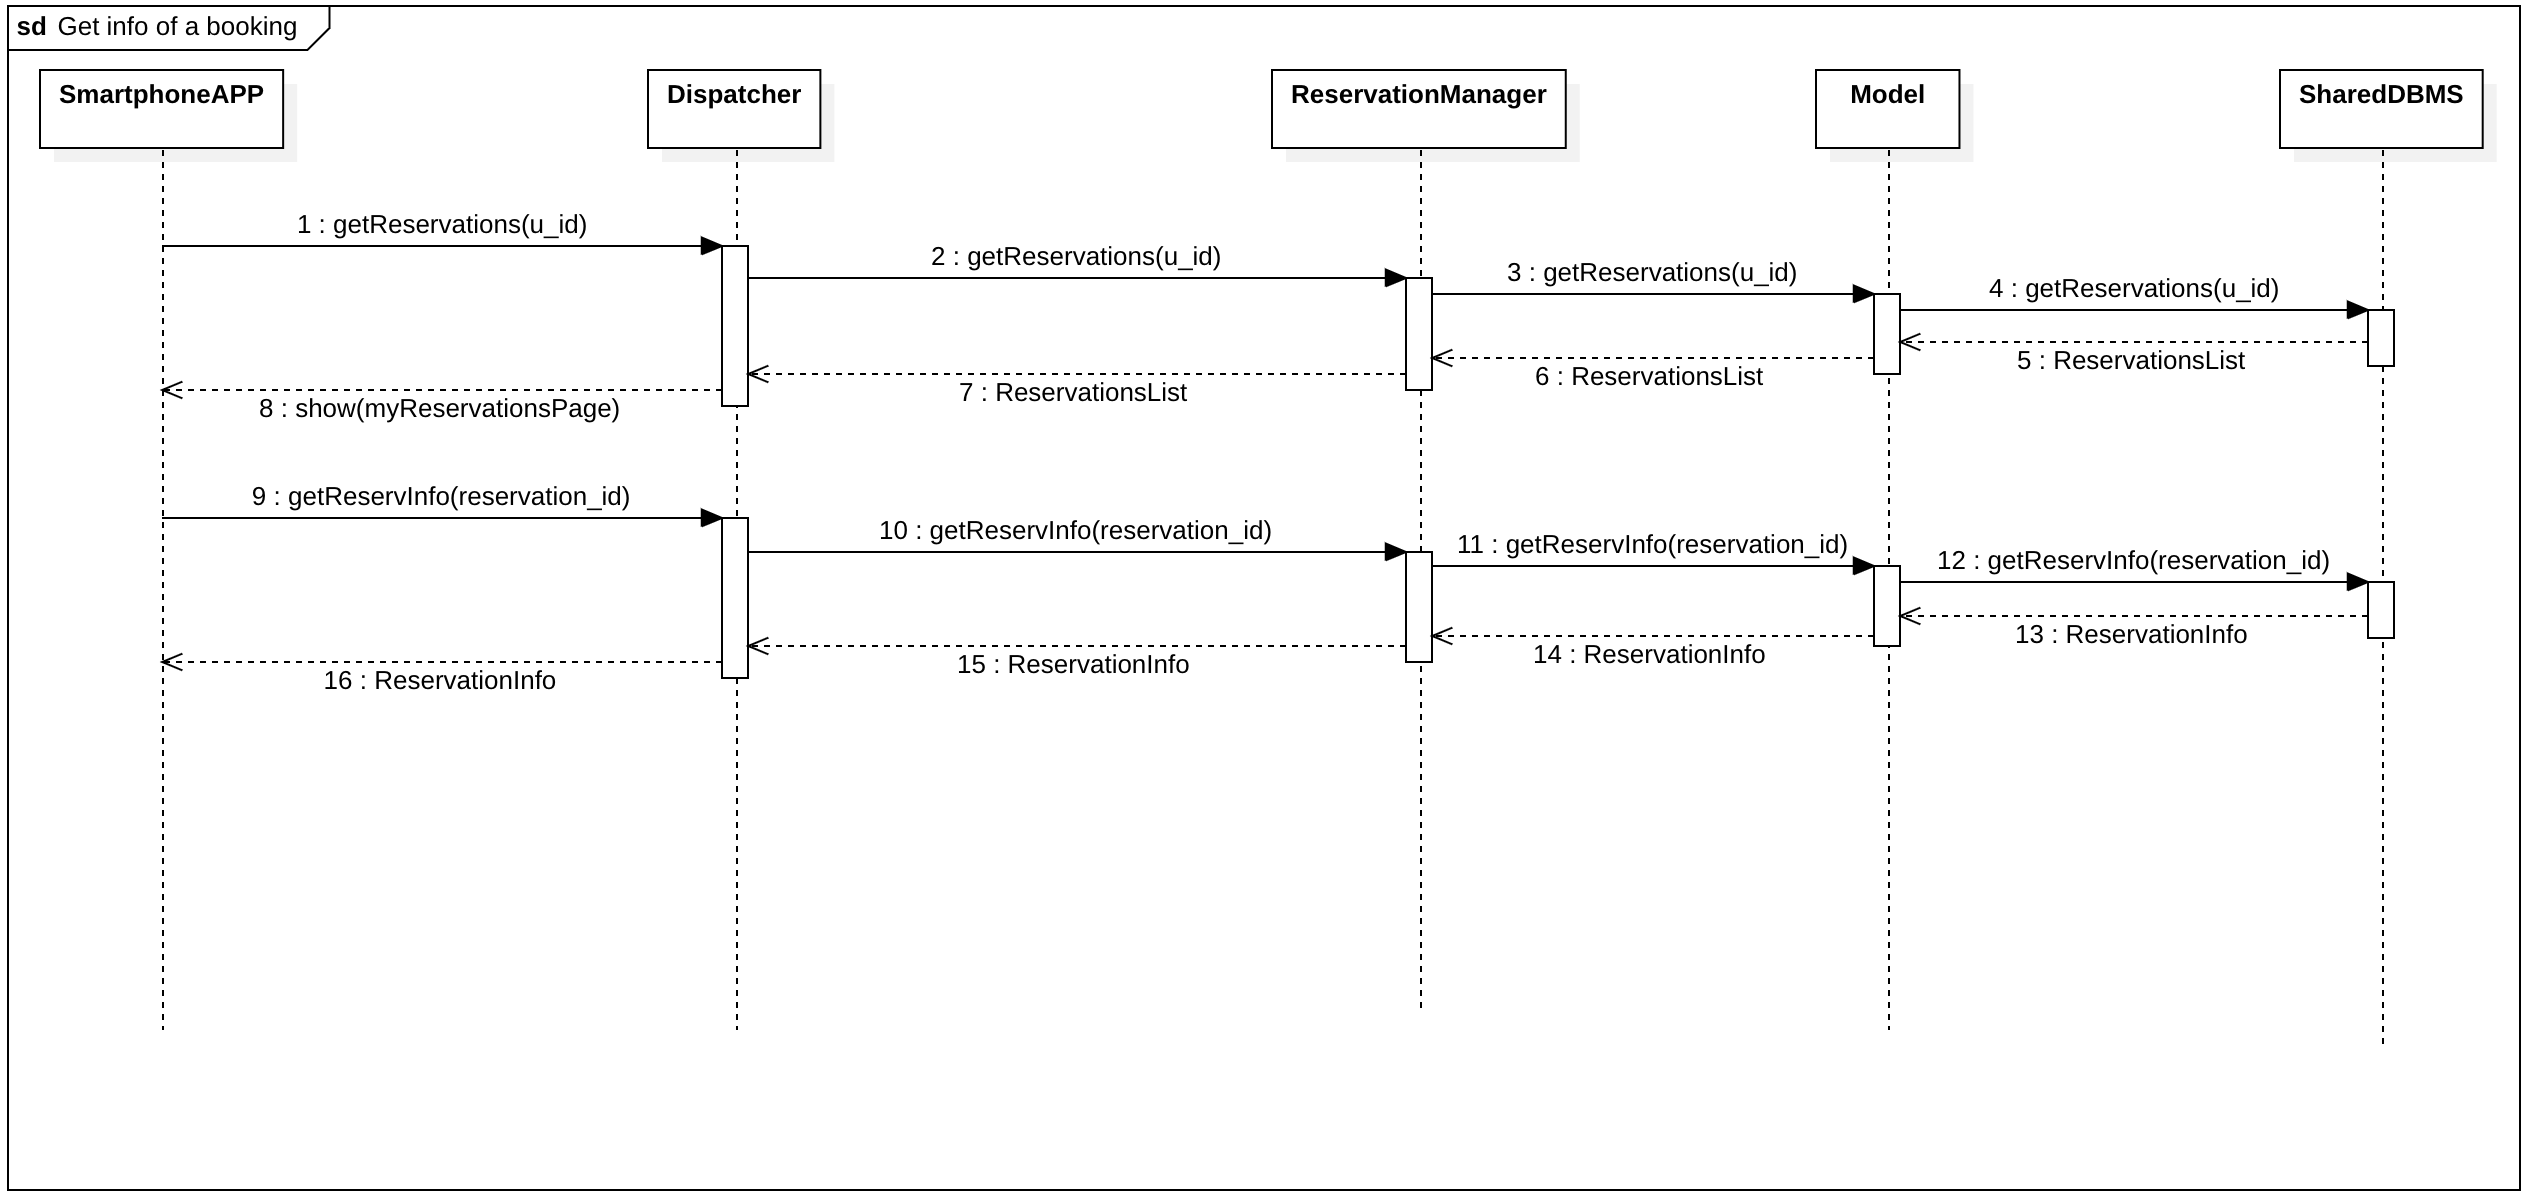 sd Get info of a booking
SmartphoneAPP
Dispatcher
ReservationManager
Model
SharedDBMS
1 : getReservations(u_id)
2 : getReservations(u_id)
3 : getReservations(u_id)
4 : getReservations(u_id)
5 : ReservationsList
6 : ReservationsList
7 : ReservationsList
8 : show(myReservationsPage)
9 : getReservInfo(reservation_id)
10 : getReservInfo(reservation_id)
11 : getReservInfo(reservation_id)
12 : getReservInfo(reservation_id)
13 : ReservationInfo
14 : ReservationInfo
15 : ReservationInfo
16 : ReservationInfo